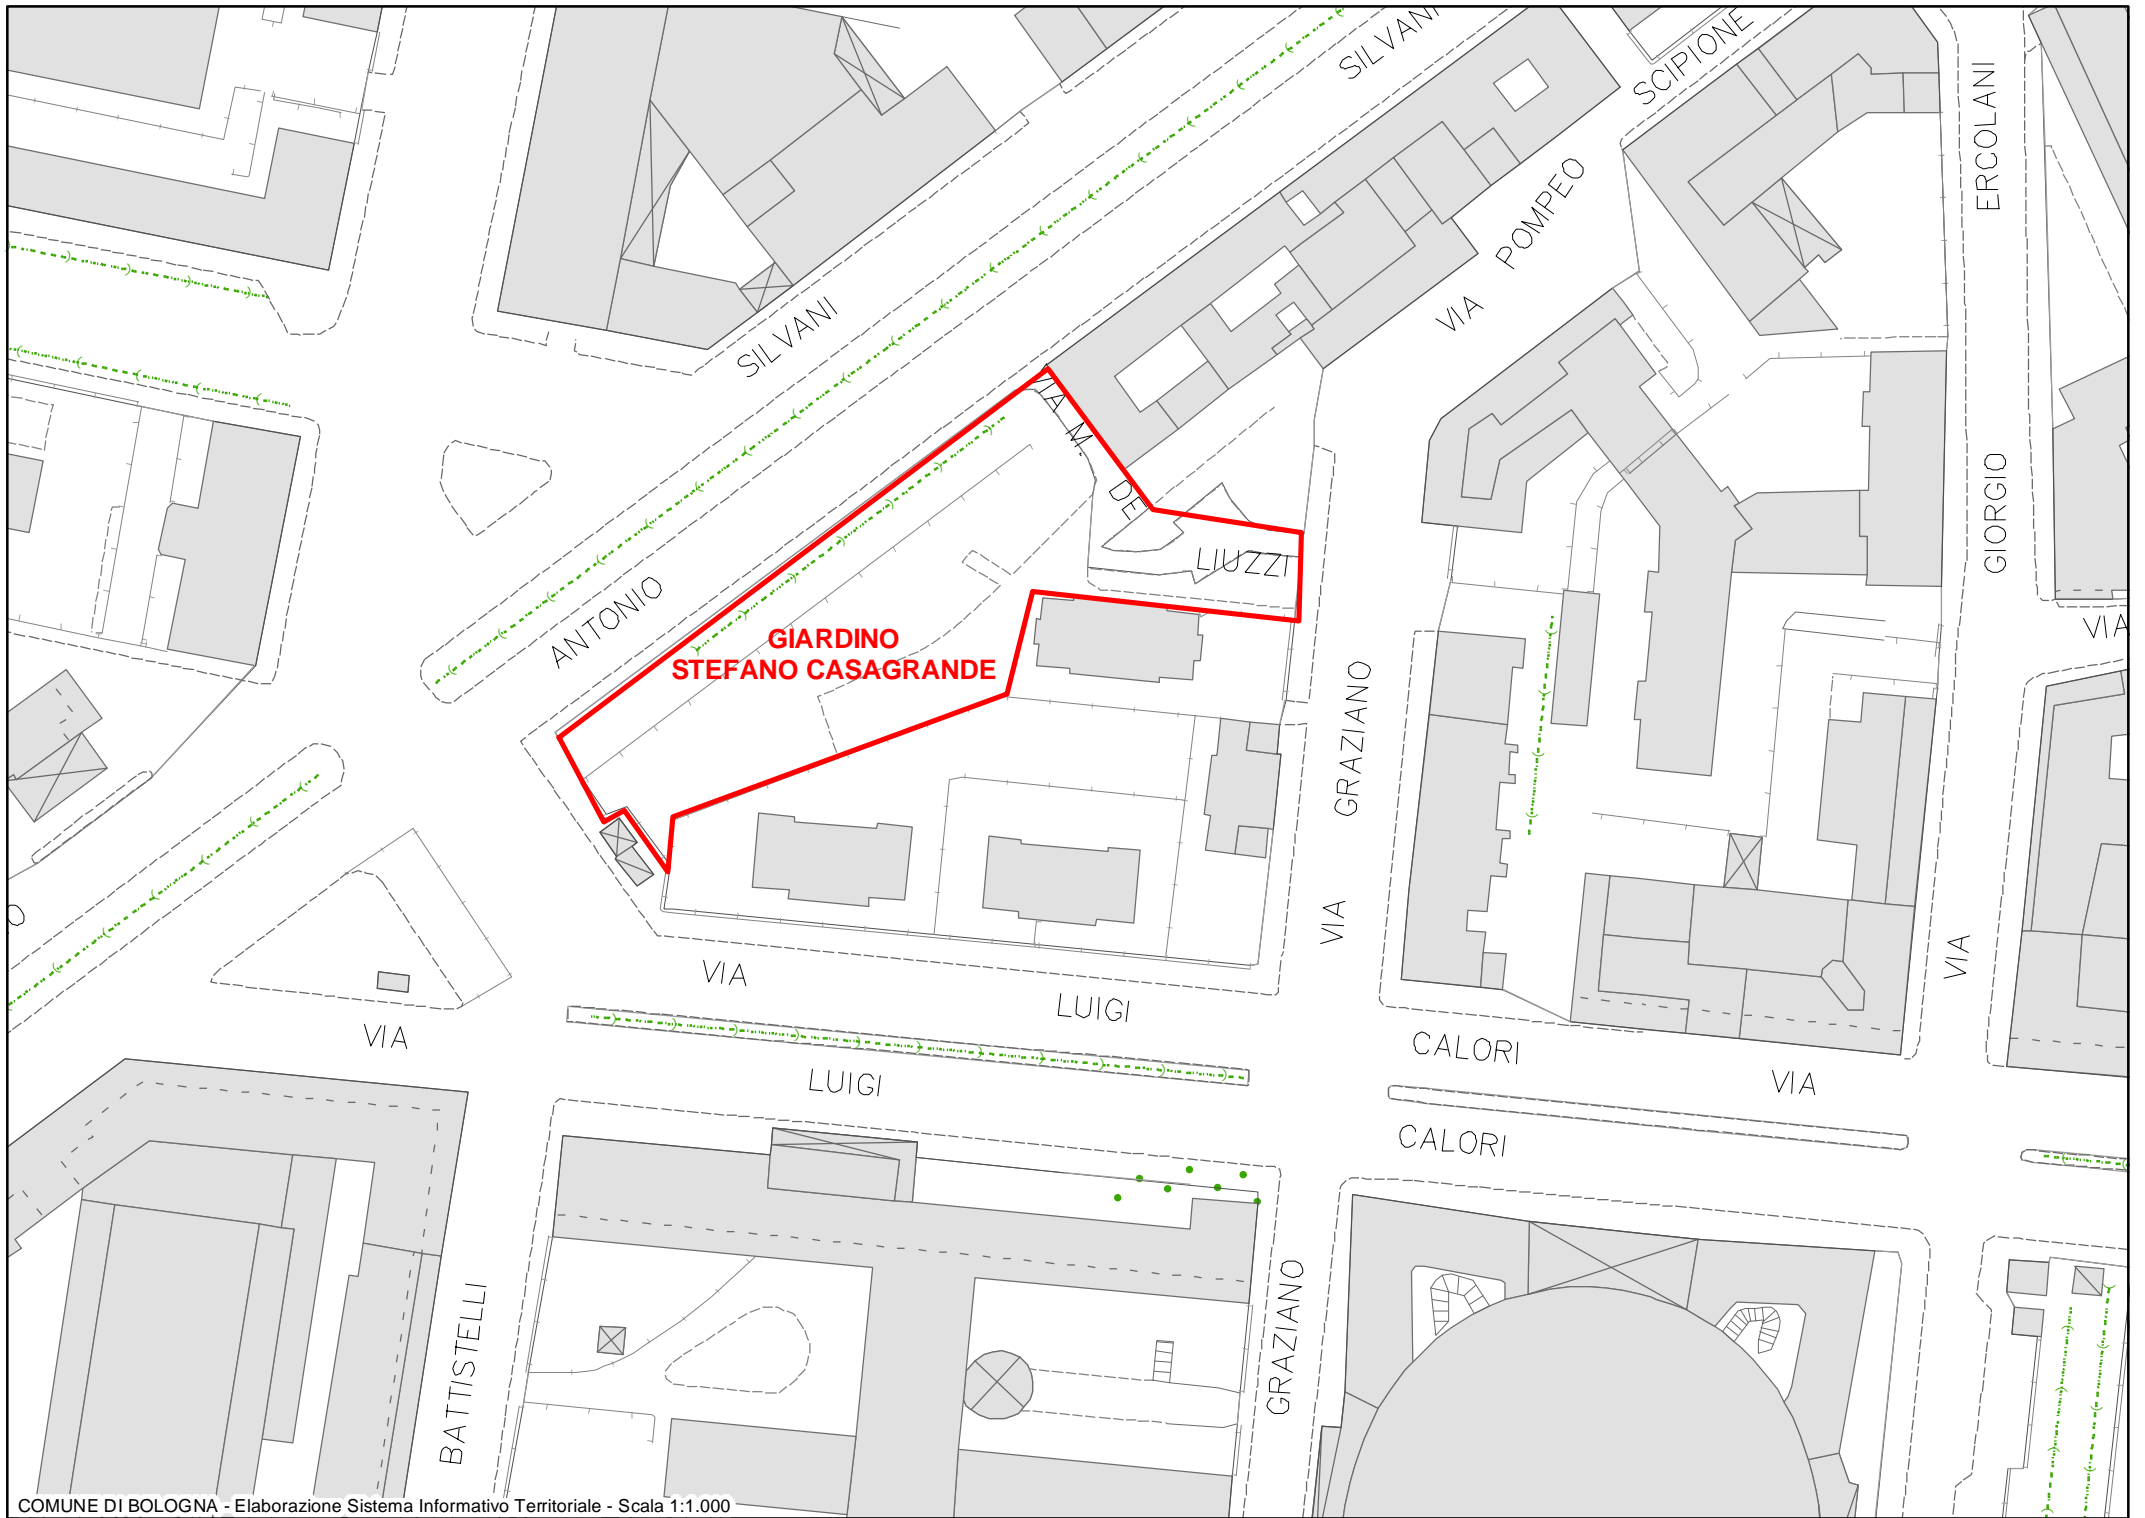 SILVANI
SCIPIONE
ERCOLANI
POMPEO
VIA
SILVANI
VIA M. DE
LIUZZI
GIORGIO
ANTONIO
GIARDINO
STEFANO CASAGRANDE
VIA
GRAZIANO
VIA
VIA
VIA
LUIGI
VIA
CALORI
LUIGI
VIA
CALORI
BATTISTELLI
GRAZIANO
COMUNE DI BOLOGNA - Elaborazione Sistema Informativo Territoriale - Scala 1:1.000